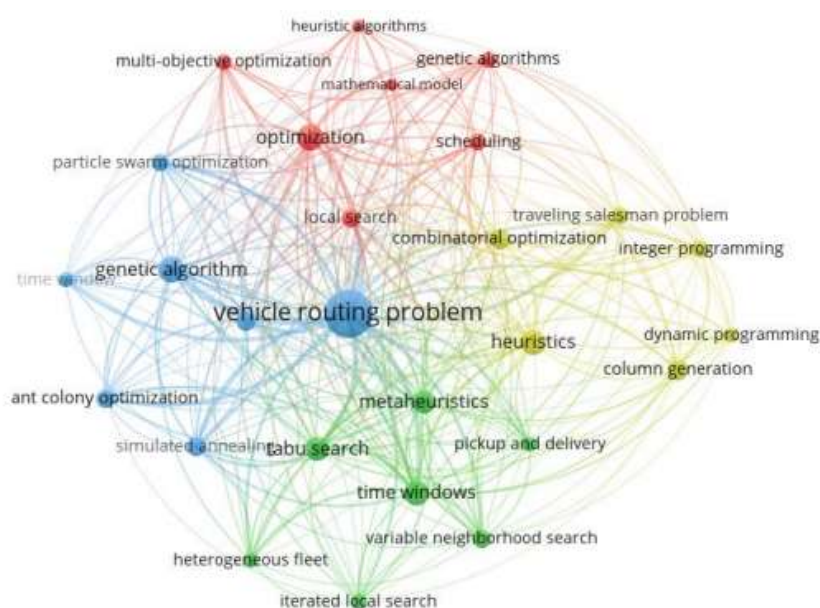 heuristic algorithms
multi-objective optimization
genetic algorithms
mathematical model
optimization
scheduling
particle swarm optimization
local search
traveling salesman problem
combinatorial optimization
integer programming
time window
genetic algorithm
vehicle routing problem
dynamic programming
heuristics
column generation
ant colony optimization
metaheuristics
simulated annealing
tabu search
pickup and delivery
time windows
variable neighborhood search
heterogeneous fleet
iterated local search